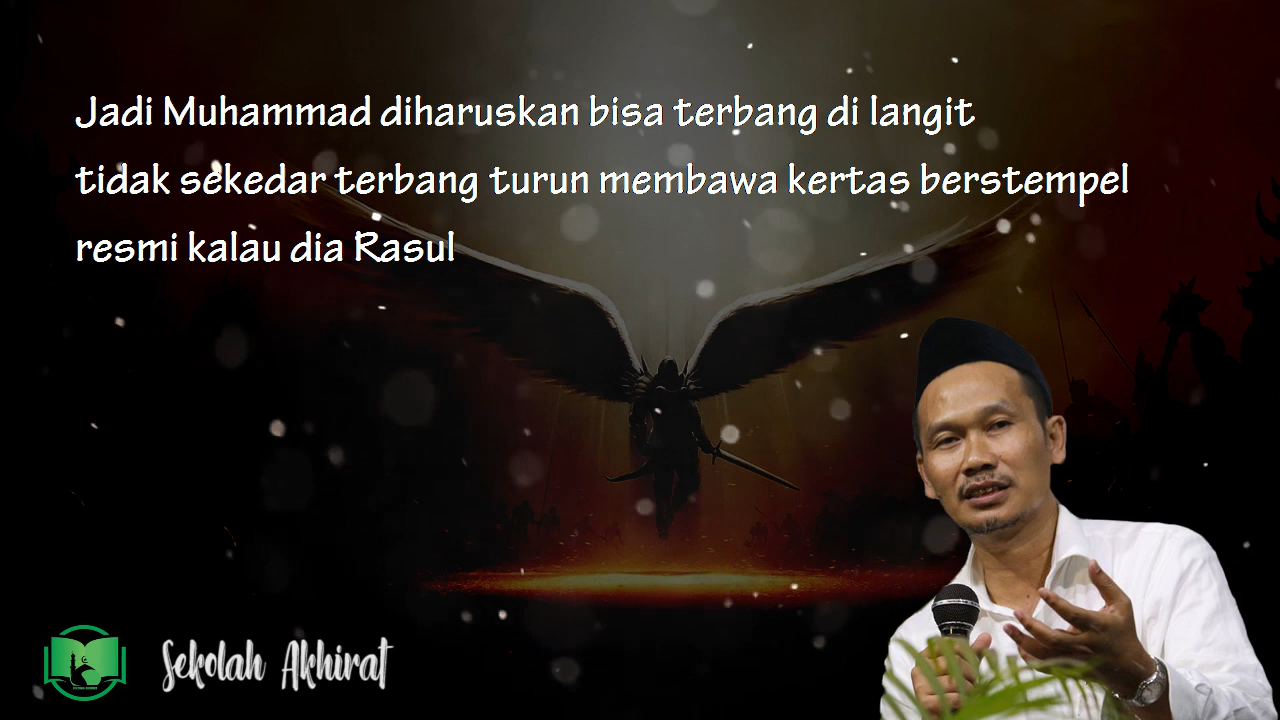 Jadi Muhammad diharuskan bisa terbang di langit
tidak sekedar terbang turun membawa kertas berstempel
resmi kalau dia Rasul
Sekolah Akhirat